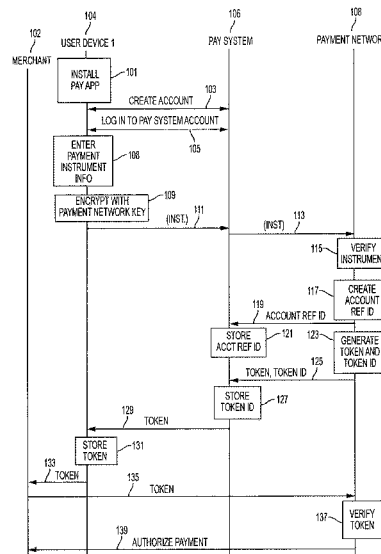 102
104
106
108
MERCHANT
USER DEVICE 1
PAY SYSTEM
PAYMENT NETWORK
INSTALL
PAY APP
101
CREATE ACCOUNT
103
LOG IN TO PAY SYSTEM ACCOUNT
105
ENTER
PAYMENT
INSTRUMENT
INFO
108
ENCRYPT WITH
PAYMENT NETWORK KEY
109
(INST.)
111
(INST)
113
VERIFY
INSTRUMENT
115
CREATE
ACCOUNT
REF ID
117
ACCOUNT REF ID
119
STORE
ACCT REF ID
121
GENERATE
TOKEN AND
TOKEN ID
123
TOKEN, TOKEN ID
125
STORE
TOKEN ID
127
TOKEN
129
STORE
TOKEN
131
TOKEN
133
TOKEN
135
VERIFY
TOKEN
137
AUTHORIZE PAYMENT
139